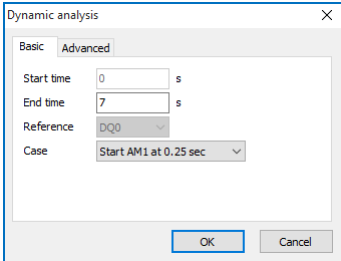 Dynamic analysis
Basic Advanced
Start time 0 s
End time 7 s
Reference DQ0
Case Start AM1 at 0.25 sec
OK Cancel